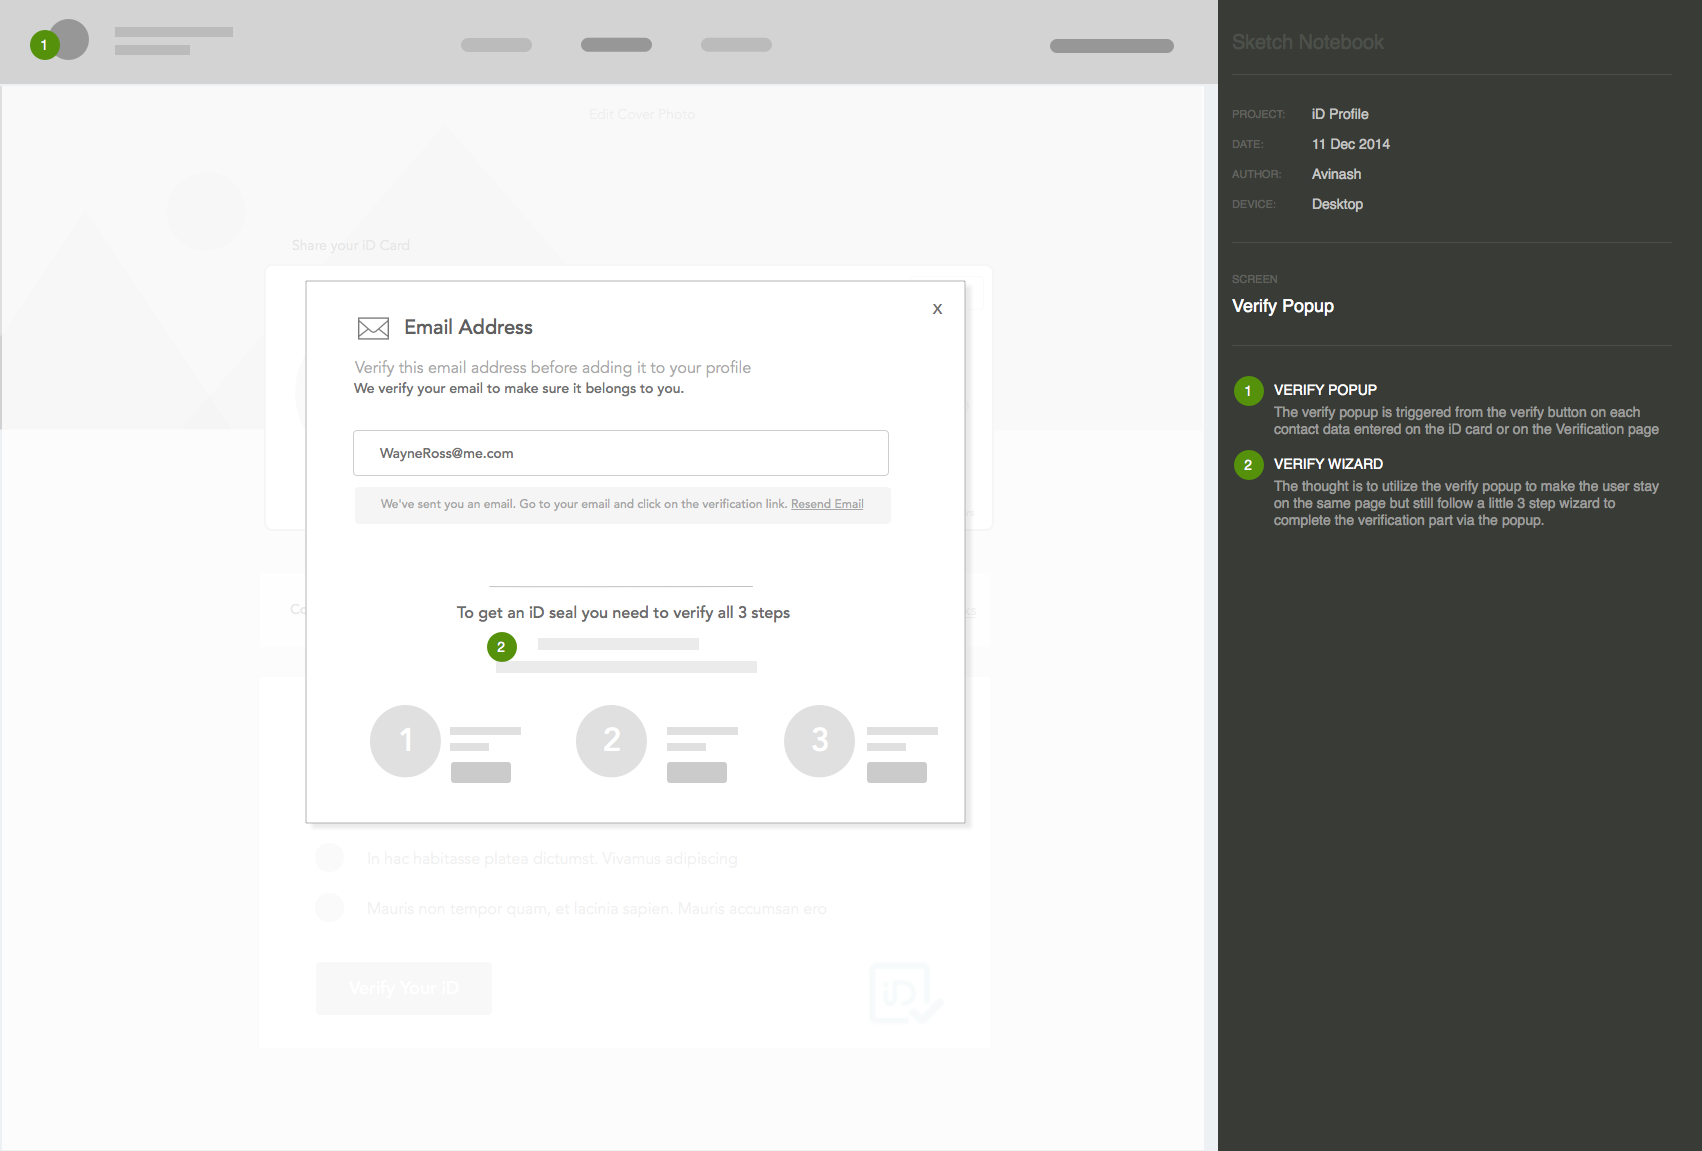 1
Edit Cover Photo
Share your iD Card
x
Email Address
Verify this email address before adding it to your profile
We verify your email to make sure it belongs to you.
WayneRoss@me.com
We've sent you an email. Go to your email and click on the verification link. Resend Email
To get an iD seal you need to verify all 3 steps
2
1
2
3
In hac habitasse platea dictumst. Vivamus adipiscing
Mauris non tempor quam, et lacinia sapien. Mauris accumsan ero
Verify Your iD
iD
Sketch Notebook
PROJECT: iD Profile
DATE: 11 Dec 2014
AUTHOR: Avinash
DEVICE: Desktop
SCREEN
Verify Popup
1 VERIFY POPUP
The verify popup is triggered from the verify button on each
contact data entered on the iD card or on the Verification page
2 VERIFY WIZARD
The thought is to utilize the verify popup to make the user stay
on the same page but still follow a little 3 step wizard to
complete the verification part via the popup.